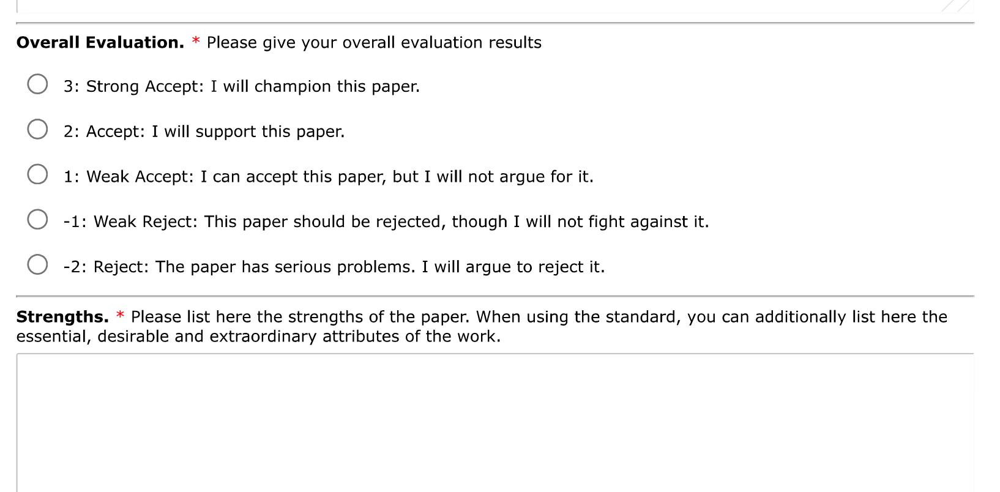 Overall Evaluation. * Please give your overall evaluation results
3: Strong Accept: I will champion this paper.
2: Accept: I will support this paper.
1: Weak Accept: I can accept this paper, but I will not argue for it.
-1: Weak Reject: This paper should be rejected, though I will not fight against it.
-2: Reject: The paper has serious problems. I will argue to reject it.
Strengths. * Please list here the strengths of the paper. When using the standard, you can additionally list here the
essential, desirable and extraordinary attributes of the work.